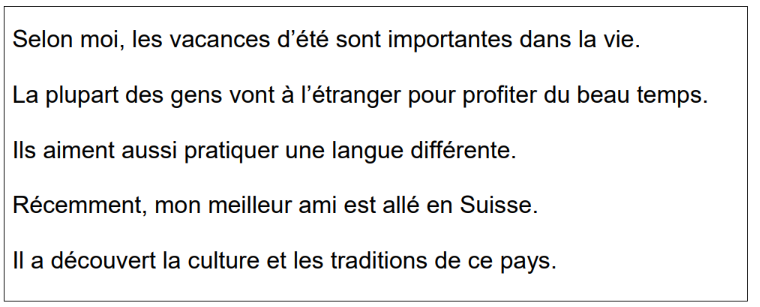 Selon moi, les vacances d’été sont importantes dans la vie.
La plupart des gens vont à l’étranger pour profiter du beau temps.
Ils aiment aussi pratiquer une langue différente.
Récemment, mon meilleur ami est allé en Suisse.
Il a découvert la culture et les traditions de ce pays.